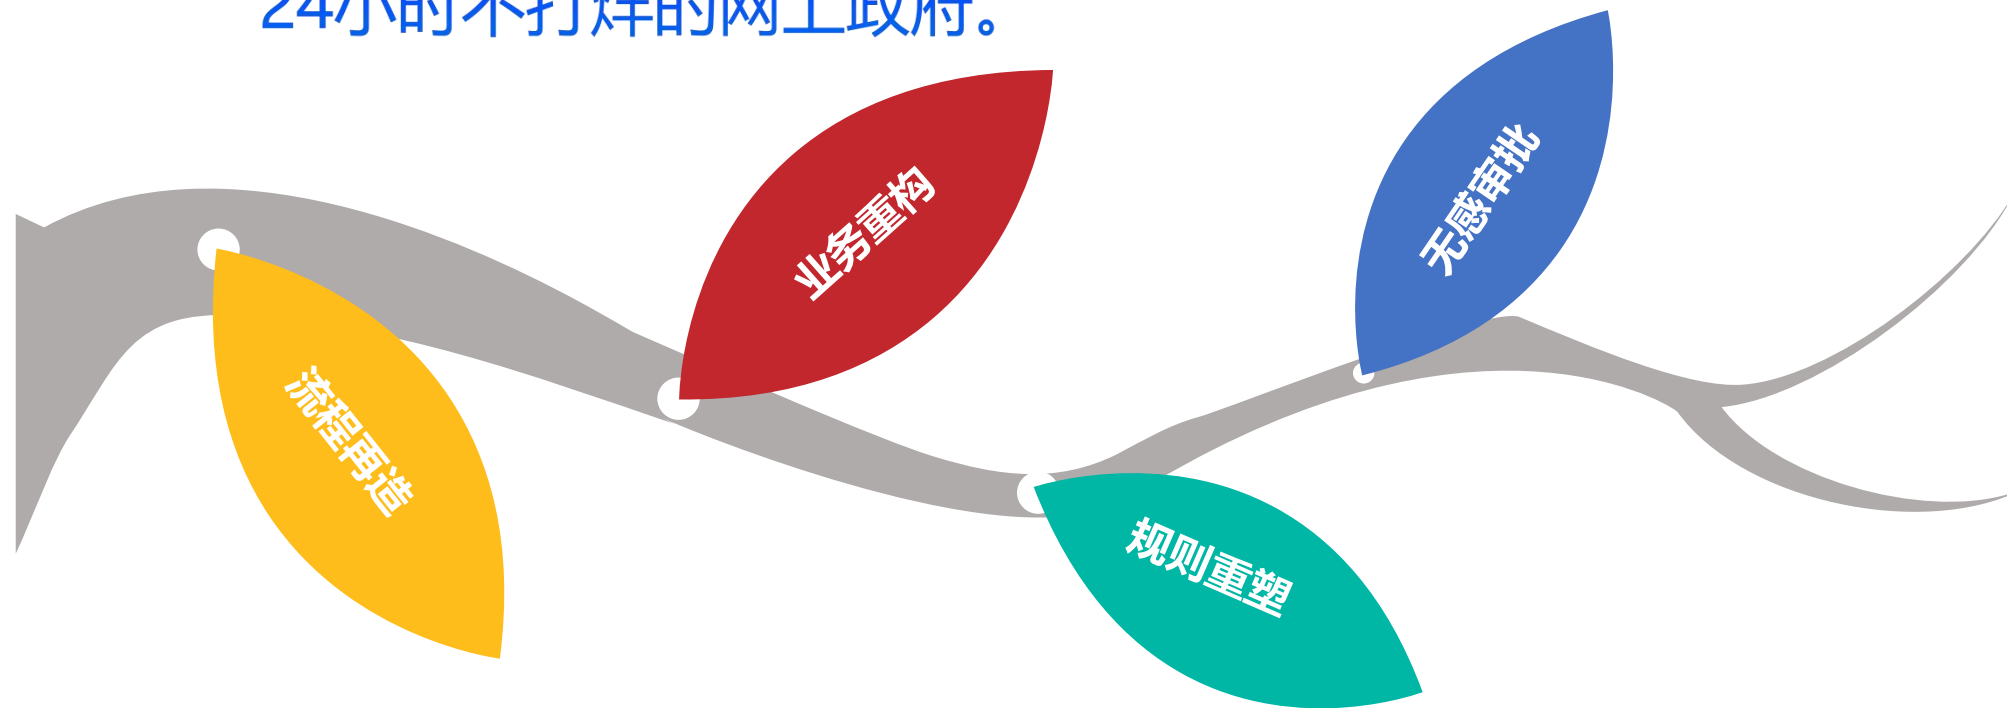 24小时不打烊的网上政府。
业务重构
无感审批
流程再造
规则重塑